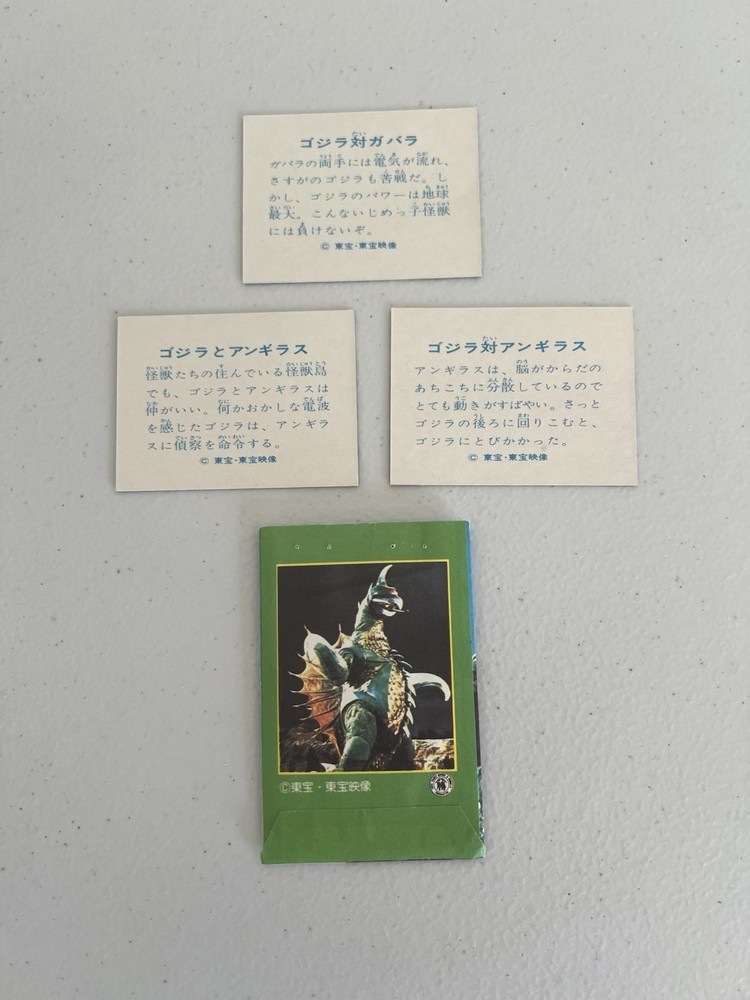 ゴジラ対ガバラ
ガバラの両手には電気が流れ、
さすがのゴジラも苦戦だ。し
かし、ゴジラのパワーは地球
最大。こんないじめっ子怪獣
には負けないぞ。
© 東宝・東宝映像
ゴジラとアンギラス
怪獣たちの住んでいる怪獣島
でも、ゴジラとアンギラスは
仲がいい。何かおかしな電波
を感じたゴジラは、アンギラ
スに偵察を命令する。
© 東宝・東宝映像
ゴジラ対アンギラス
アンギラスは、脳がからだの
あちこちに分散しているので
とても動きがすばやい。さっと
ゴジラの後ろに回りこむと、
ゴジラにとびかかった。
© 東宝・東宝映像
©東宝・東宝映像